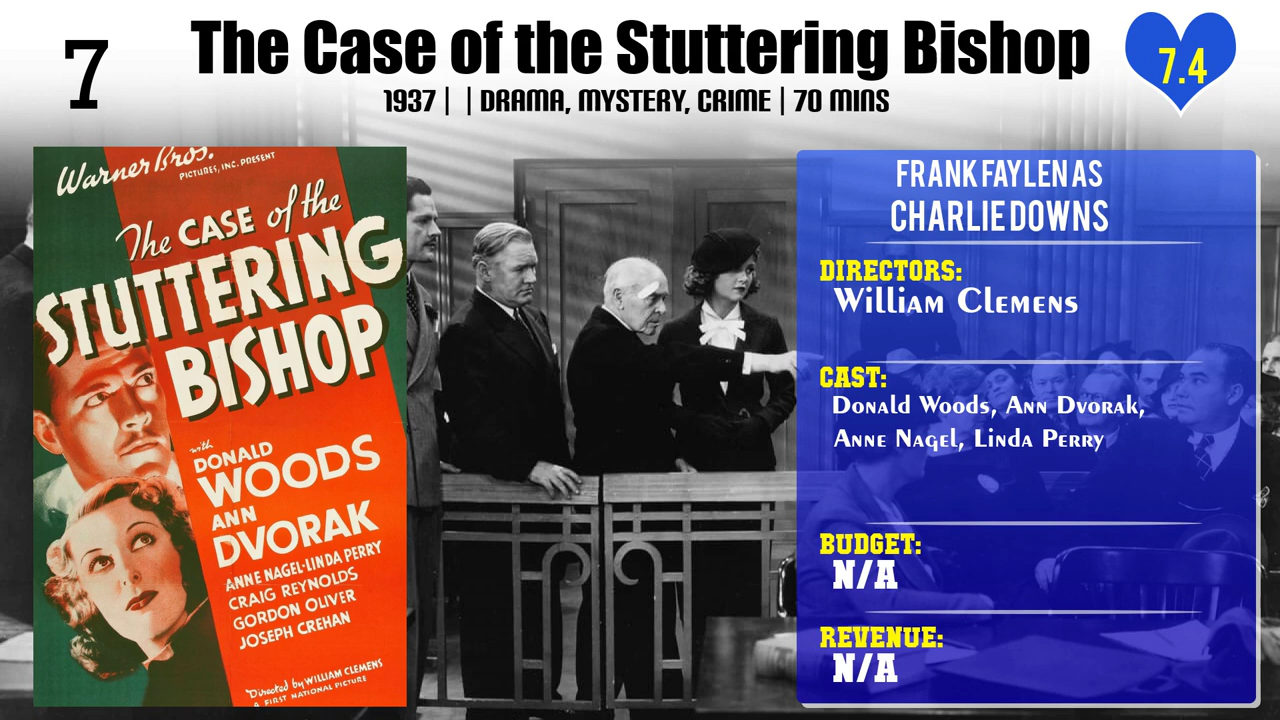 7
The Case of the Stuttering Bishop
7.4
1937 | | DRAMA, MYSTERY, CRIME | 70 MINS
Warner Bros.
PICTURES, INC. PRESENT
The CASE of the
STUTTERING
BISHOP
with
DONALD
WOODS
ANN
DVORAK
ANNE NAGEL·LINDA PERRY
CRAIG REYNOLDS
GORDON OLIVER
JOSEPH CREHAN
Directed by WILLIAM CLEMENS
A FIRST NATIONAL PICTURE
FRANK FAYLEN AS
CHARLIE DOWNS
DIRECTORS:
William Clemens
CAST:
Donald Woods, Ann Dvorak,
Anne Nagel, Linda Perry
BUDGET:
N/A
REVENUE:
N/A